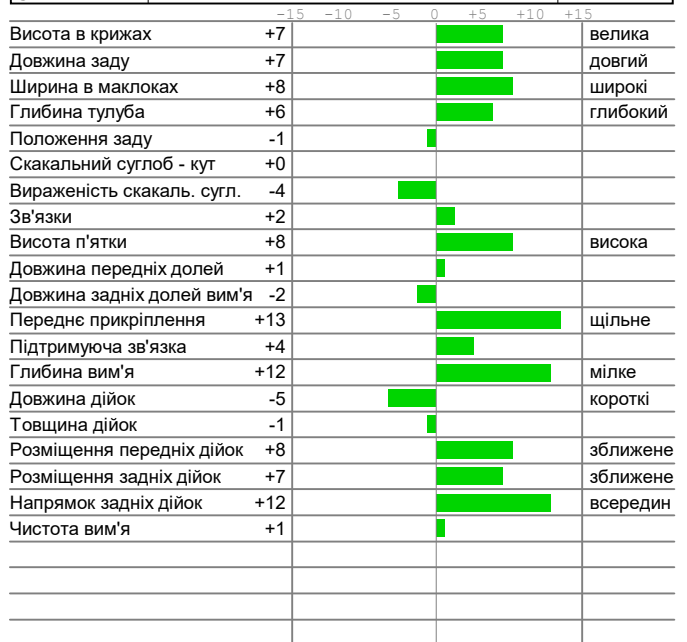 -15 -10 -5 0 +5 +10 +15
Висота в крижах +7 велика
Довжина заду +7 довгий
Ширина в маклоках +8 широкі
Глибина тулуба +6 глибокий
Положення заду -1
Скакальний суглоб - кут +0
Вираженість скакаль. сугл. -4
Зв'язки +2
Висота п'ятки +8 висока
Довжина передніх долей +1
Довжина задніх долей вим'я -2
Переднє прикріплення +13 щільне
Підтримуюча зв'язка +4
Глибина вим'я +12 мілке
Довжина дійок -5 короткі
Товщина дійок -1
Розміщення передніх дійок +8 зближене
Розміщення задніх дійок +7 зближене
Напрямок задніх дійок +12 всередин
Чистота вим'я +1